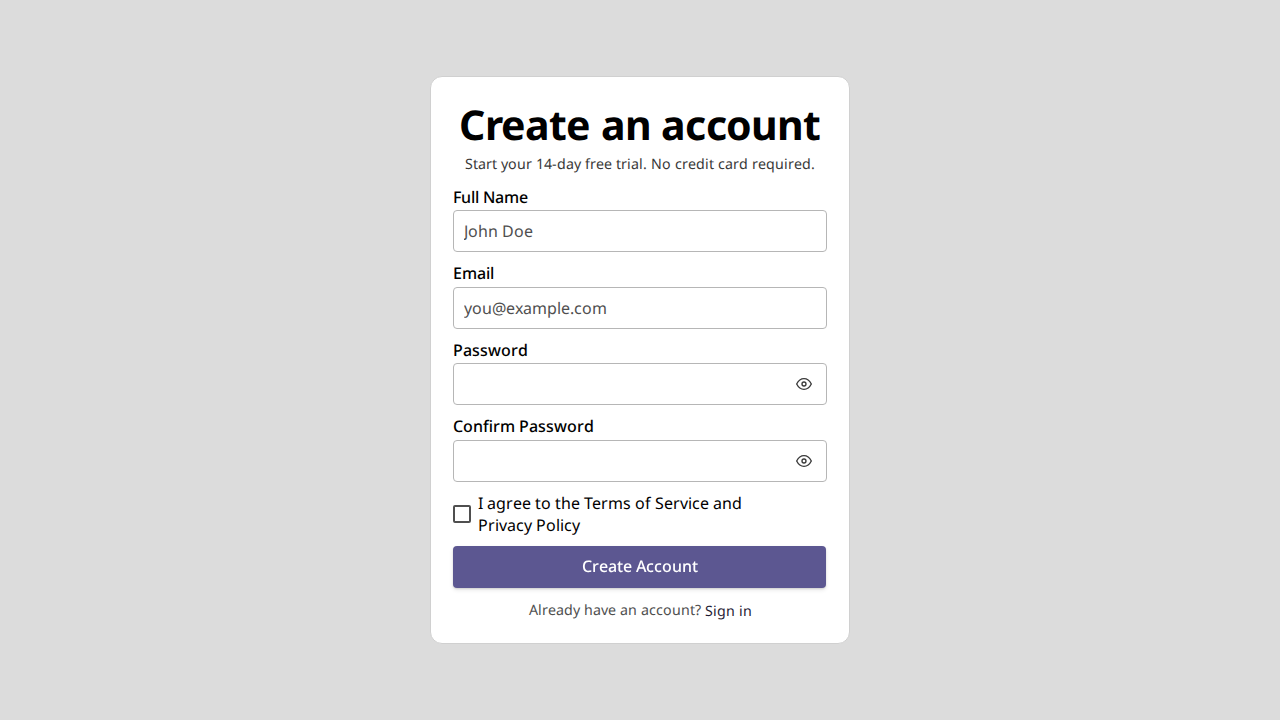 Create an account
Start your 14-day free trial. No credit card required.
Full Name
John Doe
Email
you@example.com
Password
Confirm Password
I agree to the Terms of Service and
Privacy Policy
Create Account
Already have an account? Sign in